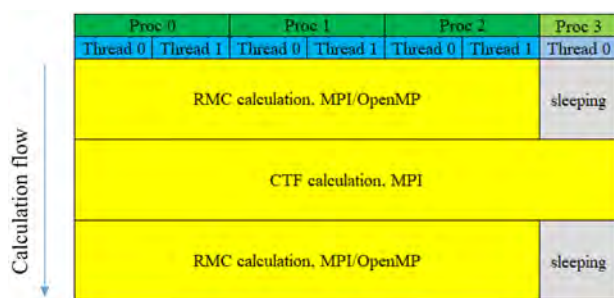 Proc 0 Proc 1 Proc 2 Proc 3
Thread 0 Thread 1 Thread 0 Thread 1 Thread 0 Thread 1 Thread 0
RMC calculation, MPI/OpenMP sleeping
Calculation flow
CTF calculation, MPI
RMC calculation, MPI/OpenMP sleeping